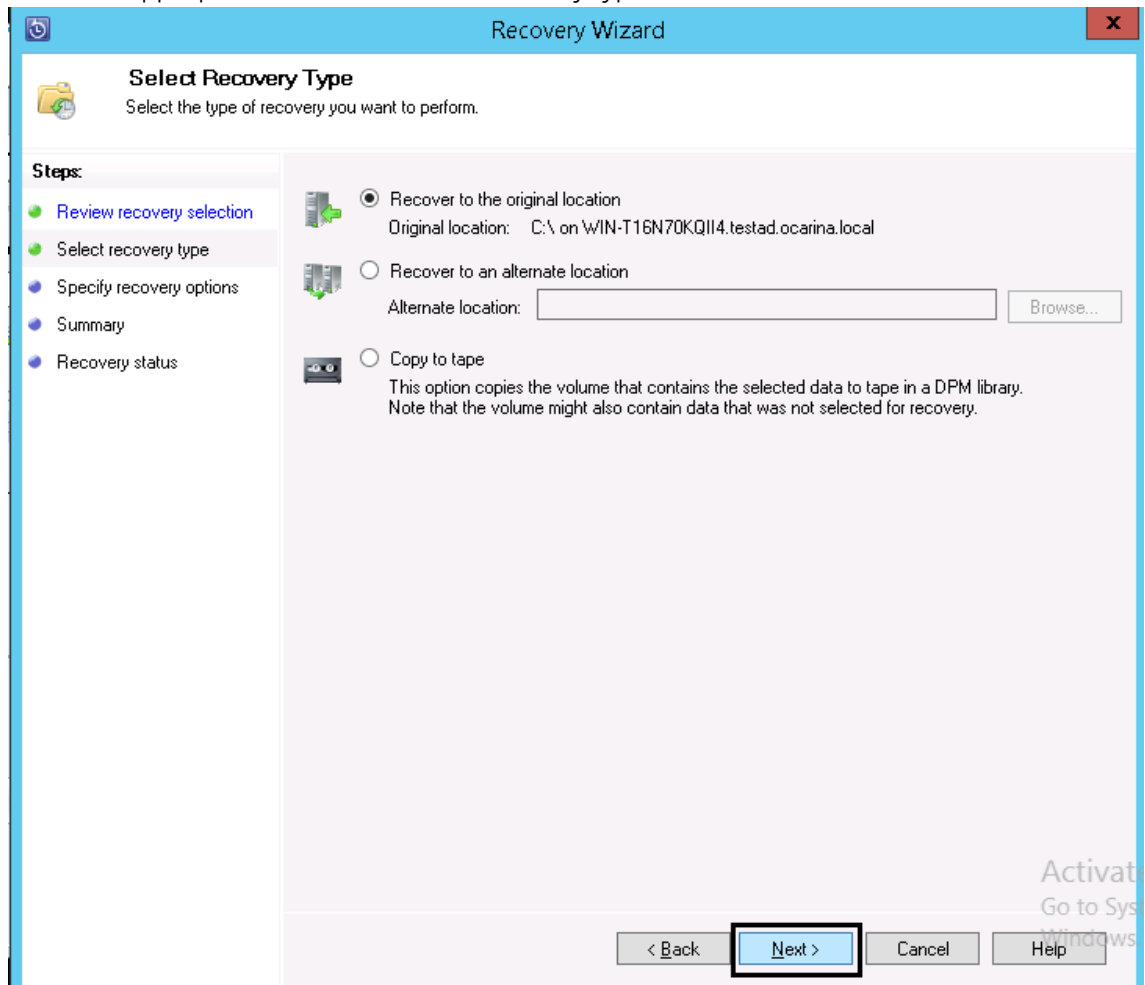 Recovery Wizard
x
Select Recovery Type
Select the type of recovery you want to perform.
Steps:
Review recovery selection
Select recovery type
Specify recovery options
Summary
Recovery status
Recover to the original location
Original location: C:\ on WIN-T16N70KQII4.testad.ocarina.local
Recover to an alternate location
Alternate location:
Browse...
Copy to tape
This option copies the volume that contains the selected data to tape in a DPM library.
Note that the volume might also contain data that was not selected for recovery.
Activat
Go to Sys
Windows.
< Back
Next >
Cancel
Help